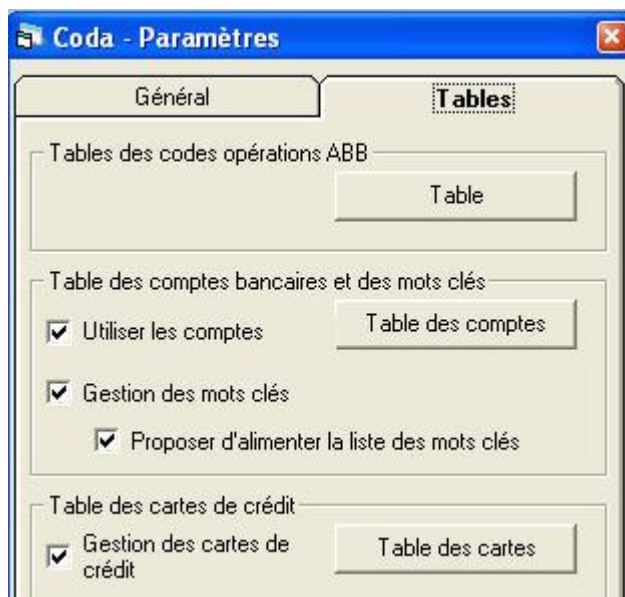 Coda - Paramètres
Général
Tables
Tables des codes opérations ABB
Table
Table des comptes bancaires et des mots clés
Utiliser les comptes
Table des comptes
Gestion des mots clés
Proposer d'alimenter la liste des mots clés
Table des cartes de crédit
Gestion des cartes de
crédit
Table des cartes